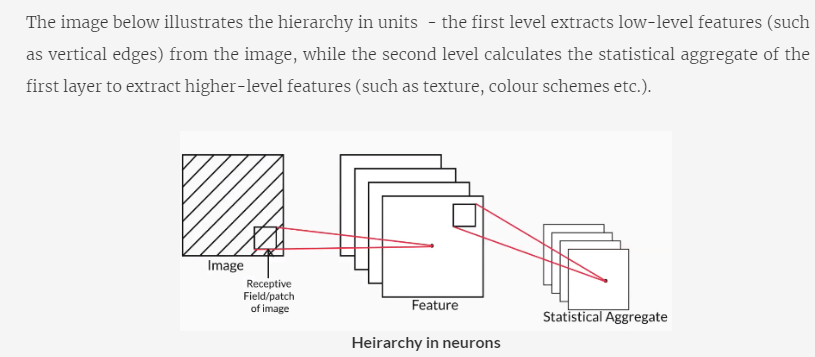 The image below illustrates the hierarchy in units - the first level extracts low-level features (such
as vertical edges) from the image, while the second level calculates the statistical aggregate of the
first layer to extract higher-level features (such as texture, colour schemes etc.).
Image
Receptive
Field/patch
of image
Feature
Statistical Aggregate
Heirarchy in neurons